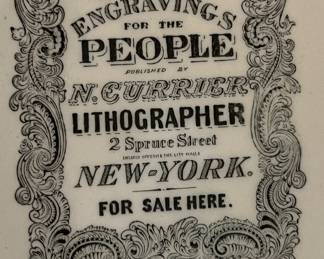 ENGRAVINGS
FOR THE
PEOPLE
PUBLISHED BY
N. CURRIER
LITHOGRAPHER
2 Spruce Street
NEW-YORK.
FOR SALE HERE.